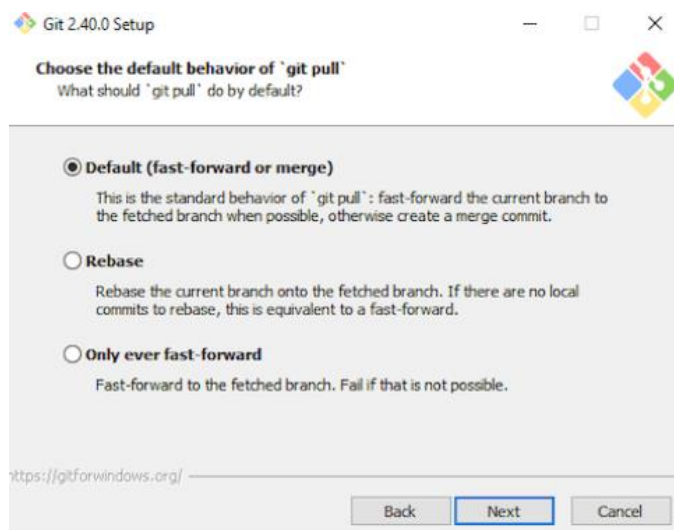 Git 2.40.0 Setup
Choose the default behavior of `git pull`
What should `git pull` do by default?
Default (fast-forward or merge)
This is the standard behavior of `git pull`: fast-forward the current branch to
the fetched branch when possible, otherwise create a merge commit.
Rebase
Rebase the current branch onto the fetched branch. If there are no local
commits to rebase, this is equivalent to a fast-forward.
Only ever fast-forward
Fast-forward to the fetched branch. Fail if that is not possible.
https://gitforwindows.org/
Back Next Cancel